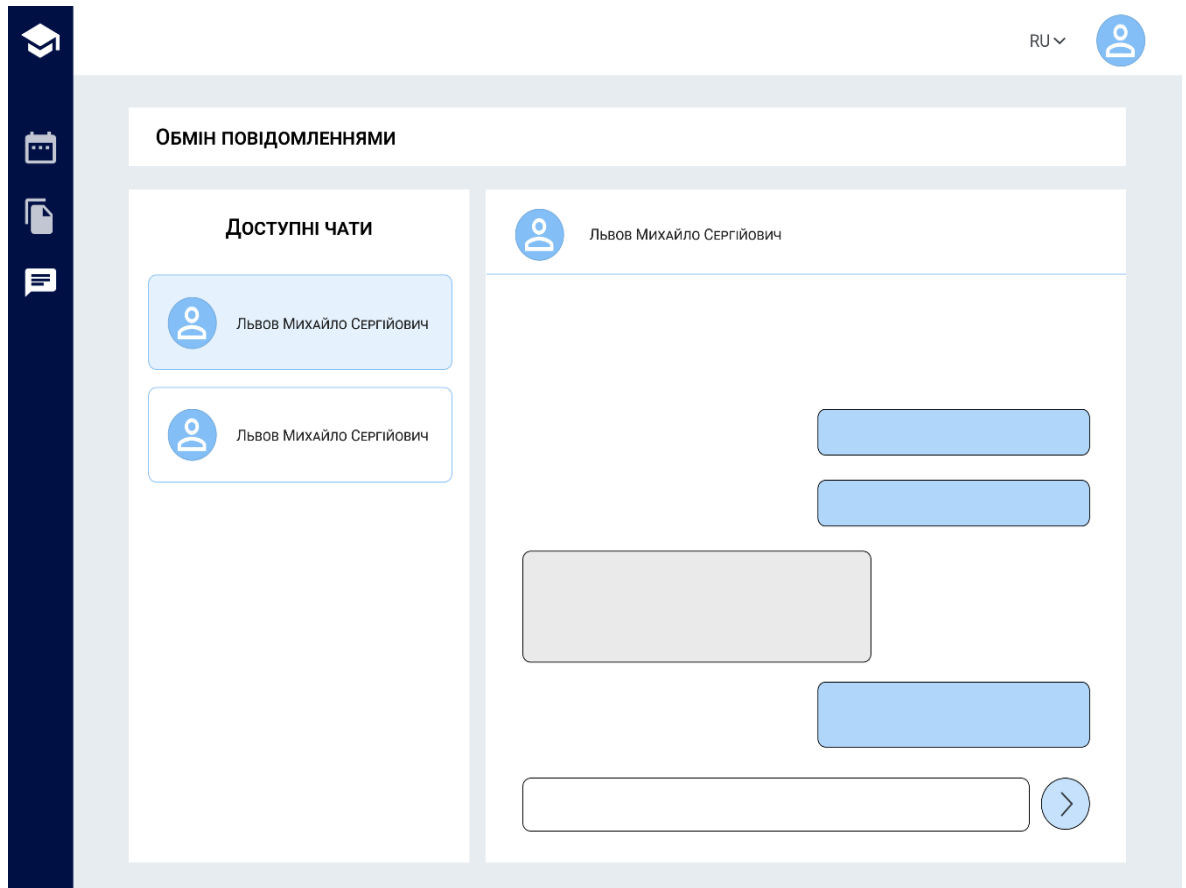 RU
Обмін повідомленнями
Доступні чати
Львов Михайло Сергійович
Львов Михайло Сергійович
Львов Михайло Сергійович